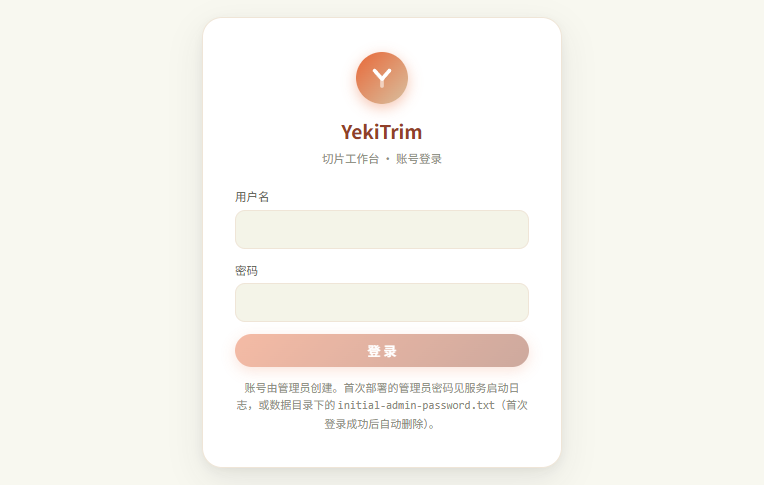 YekiTrim
切片工作台 · 账号登录
用户名
密码
登录
账号由管理员创建。首次部署的管理员密码见服务启动日
志，或数据目录下的 initial-admin-password.txt（首次
登录成功后自动删除）。